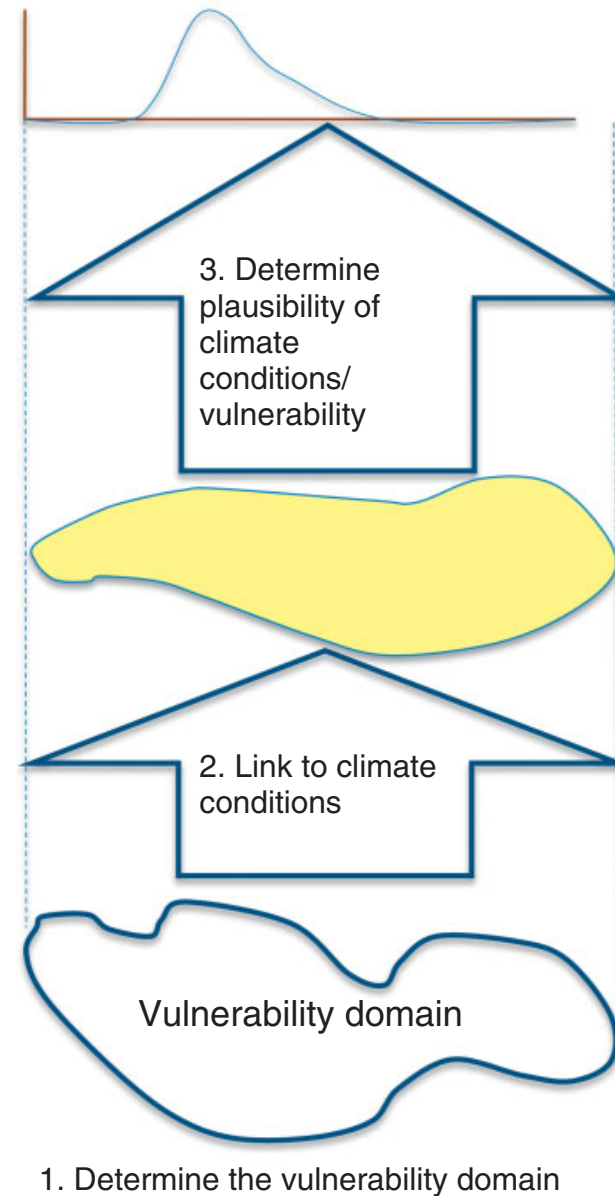 3. Determine
plausibility of
climate
conditions/
vulnerability
2. Link to climate
conditions
Vulnerability domain
1. Determine the vulnerability domain